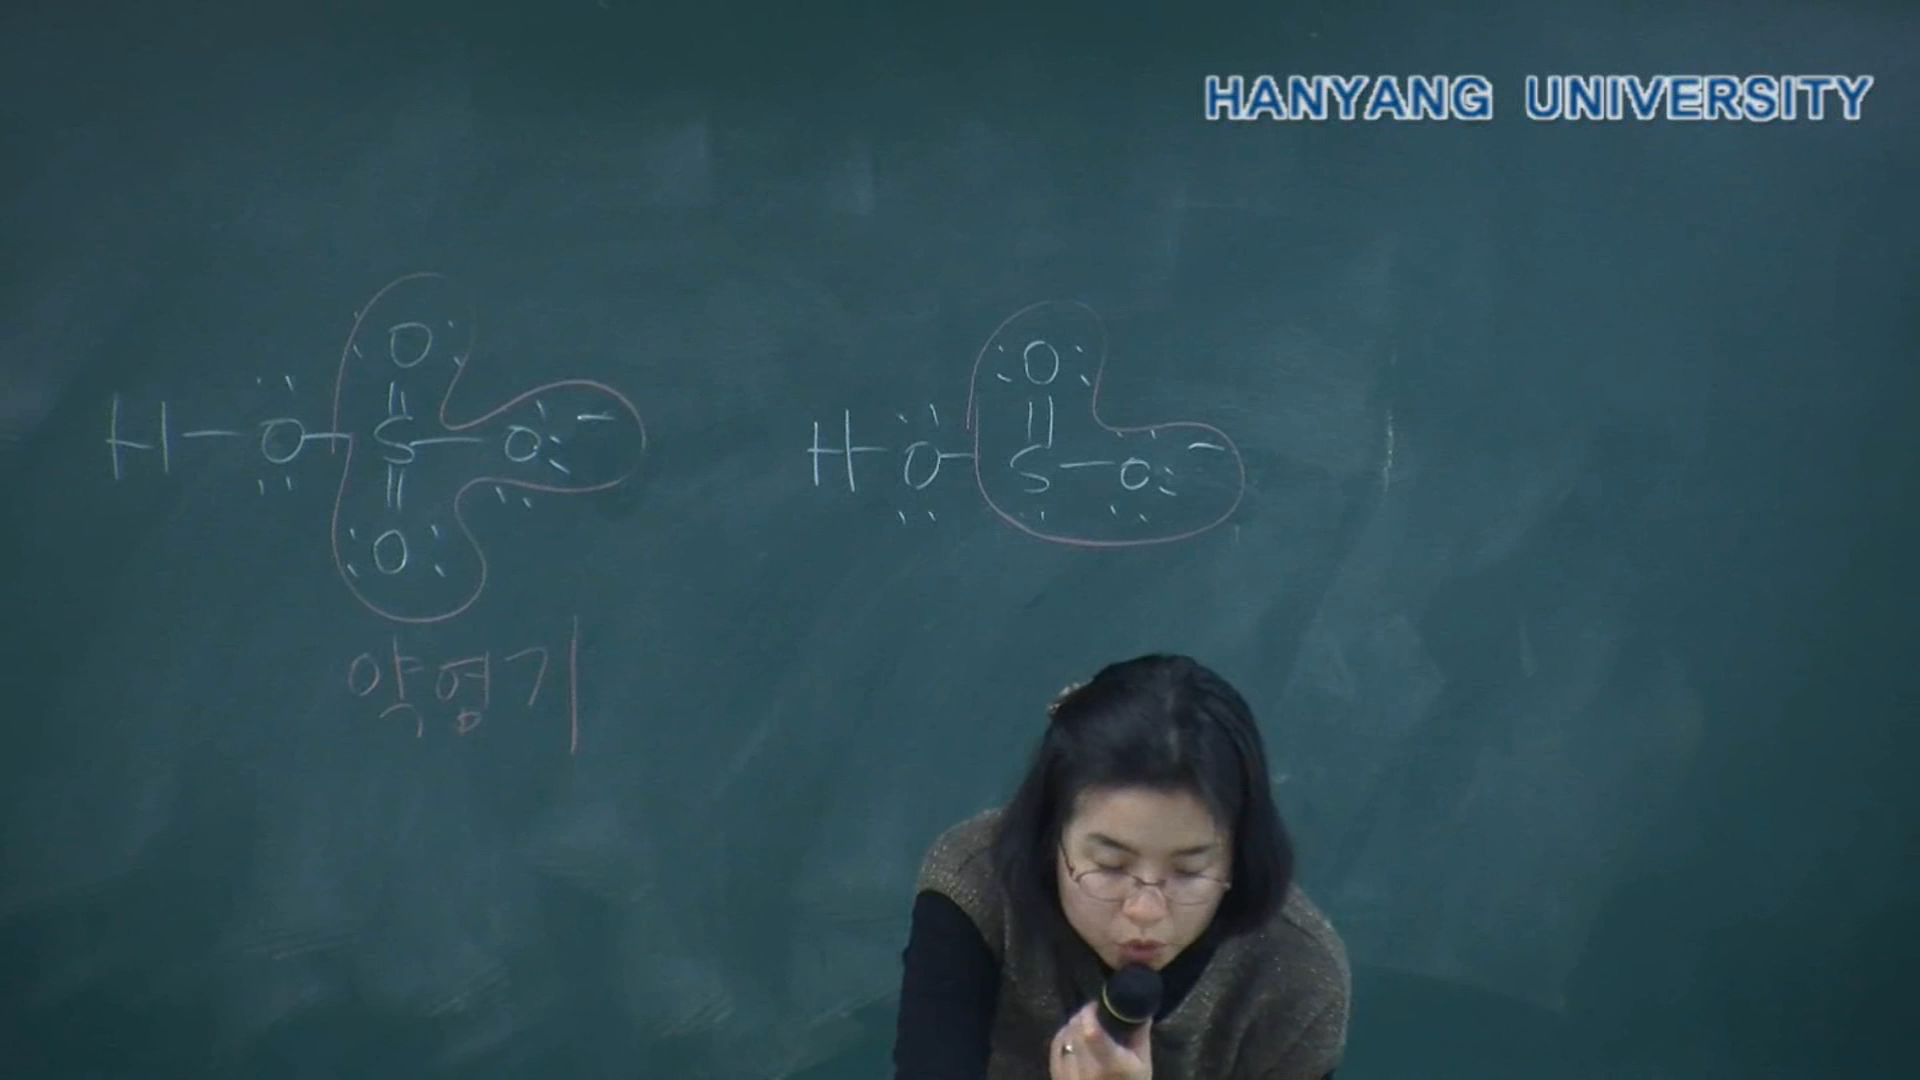 HANYANG UNIVERSITY
O O
H-O-S-O:⁻ H-O-S-O:⁻
O
약염기